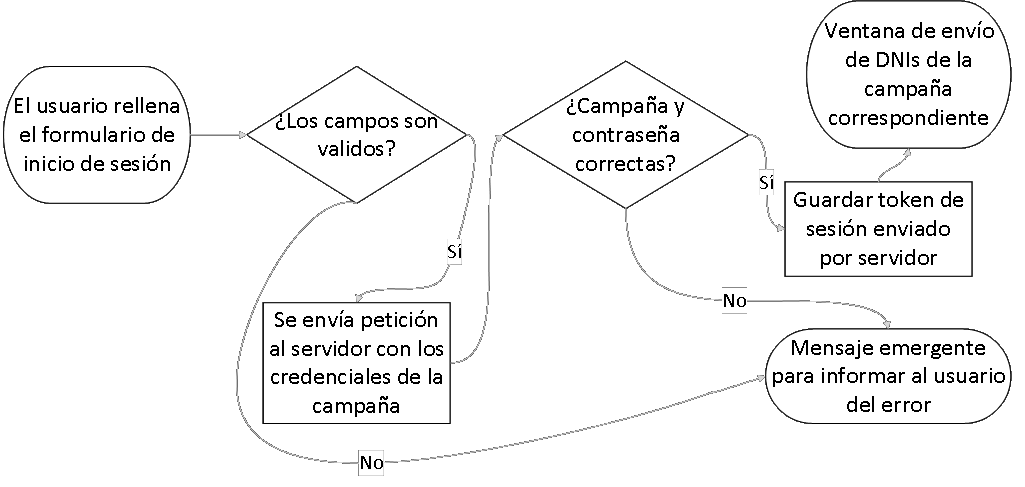 El usuario rellena
el formulario de
inicio de sesión
¿Los campos son
validos?
Sí
No
Se envía petición
al servidor con los
credenciales de la
campaña
¿Campaña y
contraseña
correctas?
Sí
No
Guardar token de
sesión enviado
por servidor
Ventana de envío
de DNIs de la
campaña
correspondiente
Mensaje emergente
para informar al usuario
del error